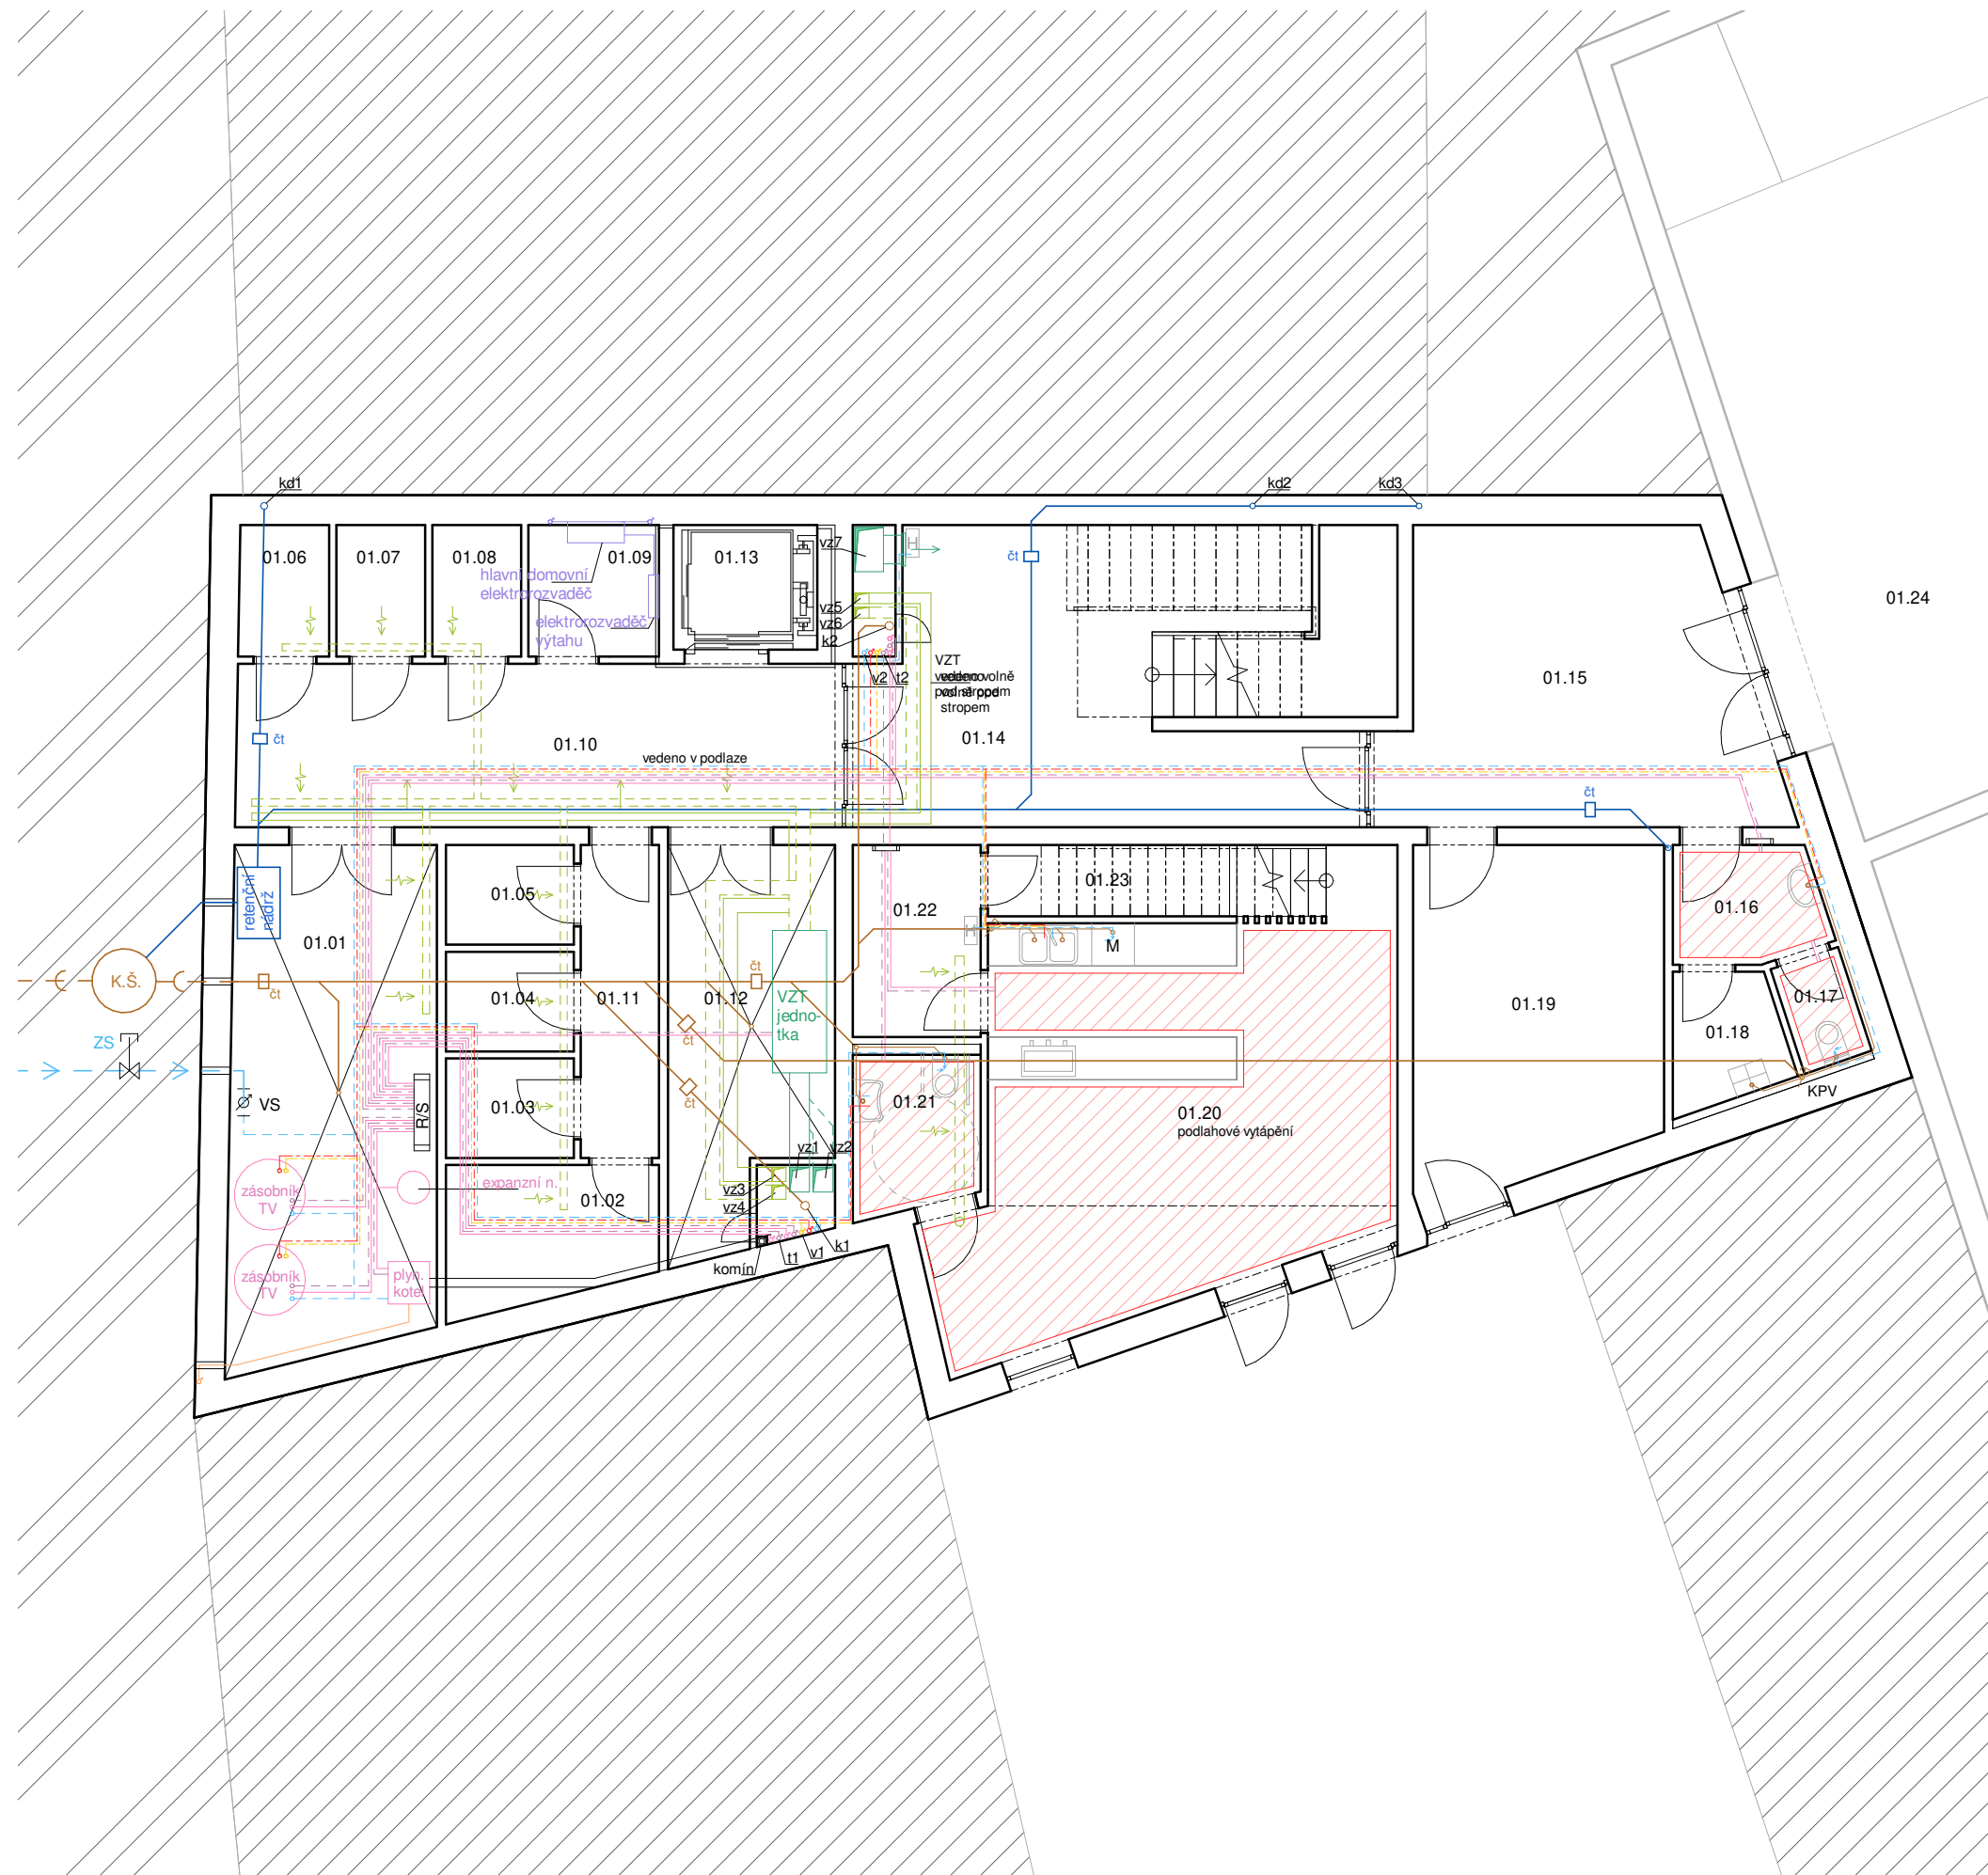 kd1
kd2
kd3
01.06
01.07
01.08
01.09
01.13
vz7
čt
hlavní domovní
elektrorozvaděč
elektrorozvaděč
výtahu
vz5
vz6
k2
01.24
VZT
vedeno volně
pod stropem
vedeno
volně pod
stropem
v2
t2
01.15
01.14
01.10
vedeno v podlaze
čt
čt
retenční
nádrž
01.01
01.05
01.22
01.23
01.16
M
K.Š.
čt
čt
01.04
01.11
01.12
VZT
jedno-
tka
01.19
01.17
01.18
ZS
čt
čt
VS
R/S
01.03
01.21
01.20
podlahové vytápění
KPV
vz1
vz2
zásobník
TV
expanzní n.
01.02
vz3
vz4
zásobník
TV
plyn.
kotel
komín
t1
v1
k1